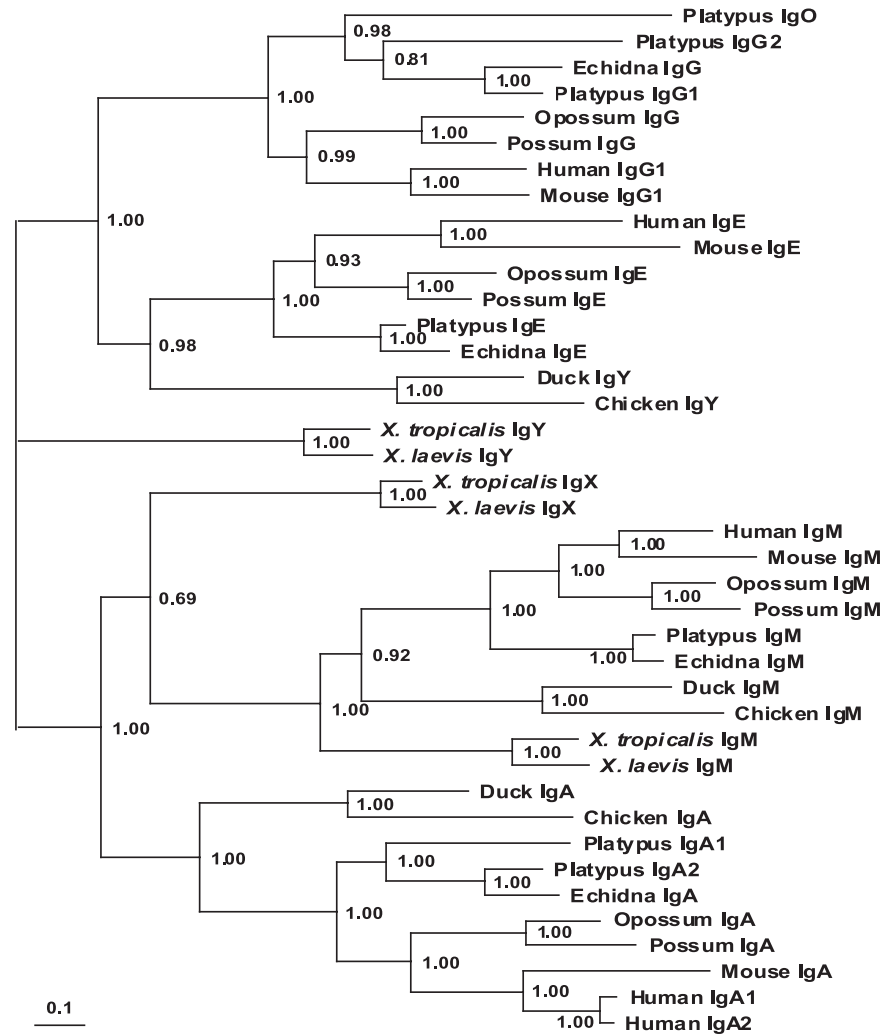 Platypus IgO
0.98
Platypus IgG2
0.81
Echidna IgG
1.00
Platypus IgG1
1.00
Opossum IgG
1.00
Possum IgG
0.99
Human IgG1
1.00
Mouse IgG1
1.00
Human IgE
1.00
Mouse IgE
0.93
Opossum IgE
1.00
Possum IgE
1.00
Platypus IgE
1.00
Echidna IgE
0.98
Duck IgY
1.00
Chicken IgY
X. tropicalis IgY
1.00
X. laevis IgY
X. tropicalis IgX
1.00
X. laevis IgX
Human IgM
1.00
Mouse IgM
1.00
Opossum IgM
1.00
Possum IgM
0.69
1.00
Platypus IgM
1.00
Echidna IgM
0.92
Duck IgM
1.00
Chicken IgM
1.00
1.00
X. tropicalis IgM
1.00
X. laevis IgM
Duck IgA
1.00
Chicken IgA
Platypus IgA1
1.00
1.00
Platypus IgA2
1.00
Echidna IgA
1.00
Opossum IgA
1.00
Possum IgA
1.00
Mouse IgA
1.00
Human IgA1
0.1
1.00
Human IgA2